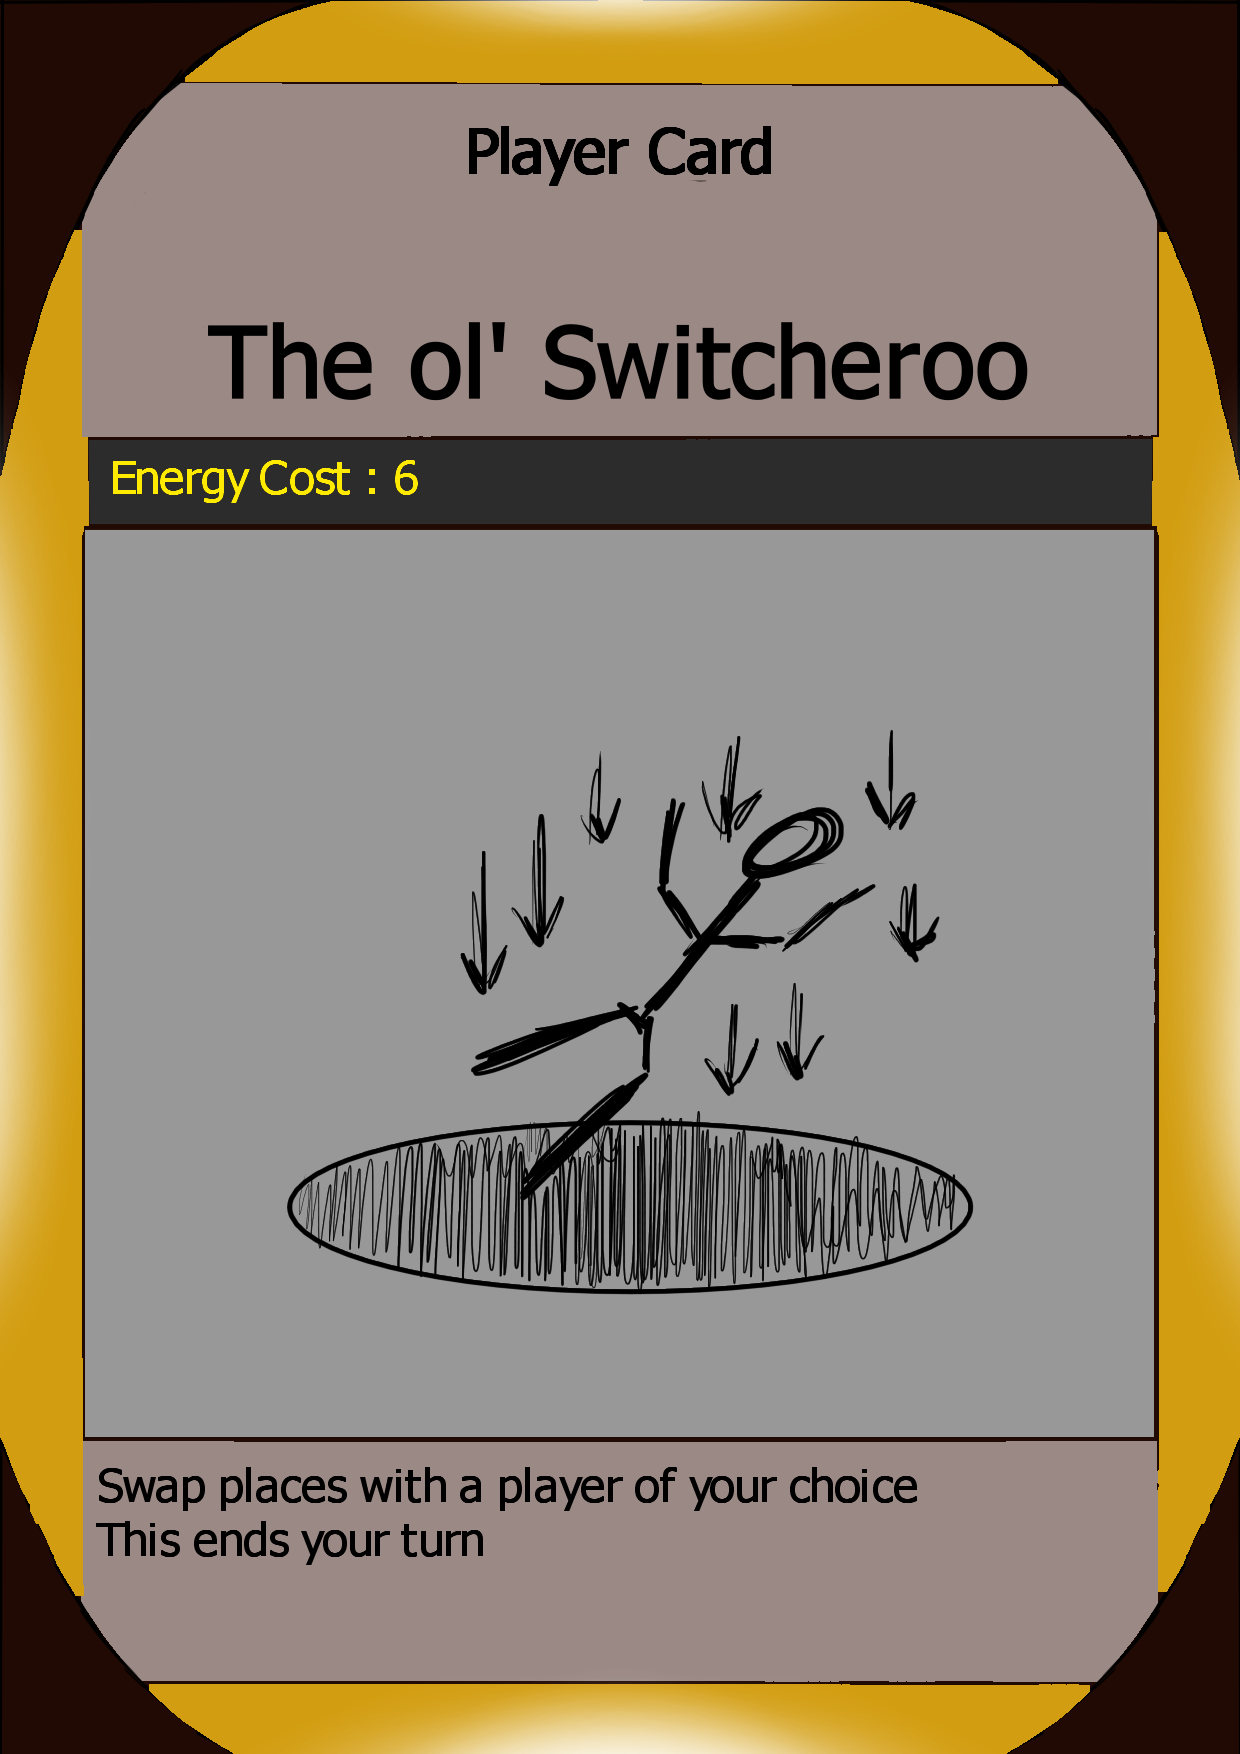 Player Card
The ol' Switcheroo
Energy Cost : 6
Swap places with a player of your choice
This ends your turn